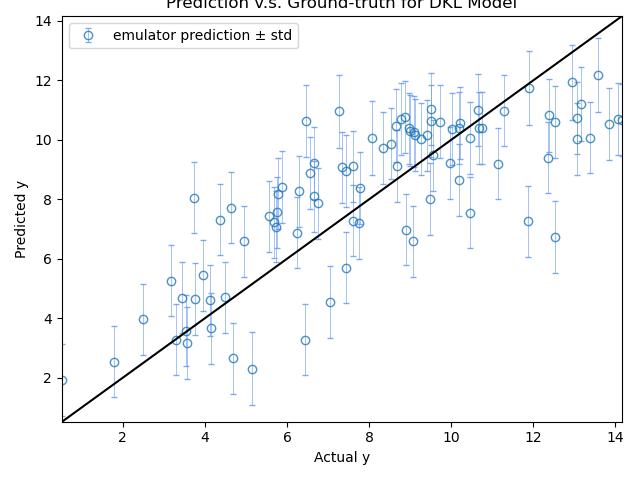 Prediction v.s. Ground-truth for DKL Model
emulator prediction ± std
14
12
10
8
6
4
2
Predicted y
2 4 6 8 10 12 14
Actual y